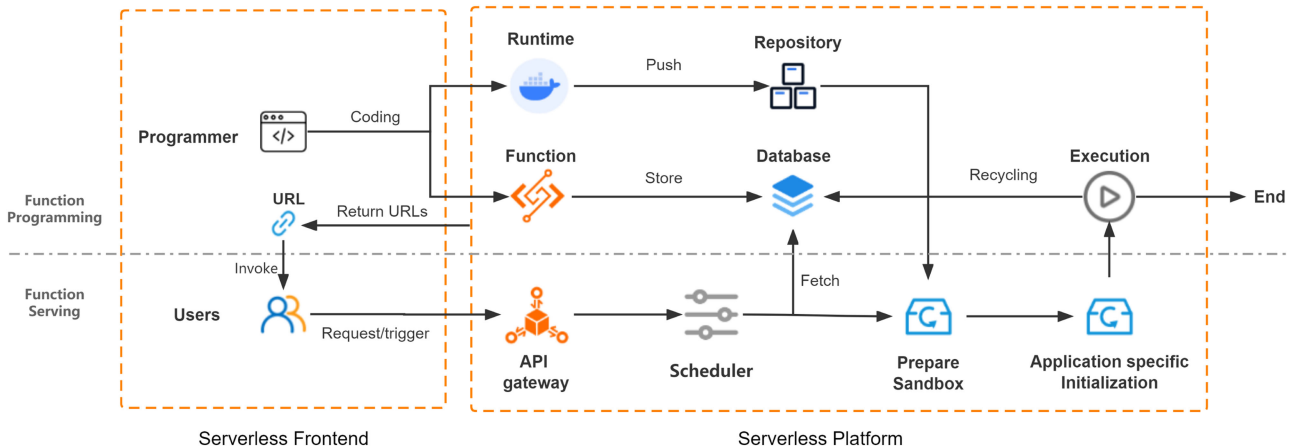 Runtime
Repository
Push
Programmer
</>
Coding
Function
Database
Execution
Store
Recycling
Function
Programming
URL
Return URLs
End
Invoke
Fetch
Function
Serving
Users
Request/trigger
API
gateway
Scheduler
Prepare
Sandbox
Application specific
Initialization
Serverless Frontend
Serverless Platform